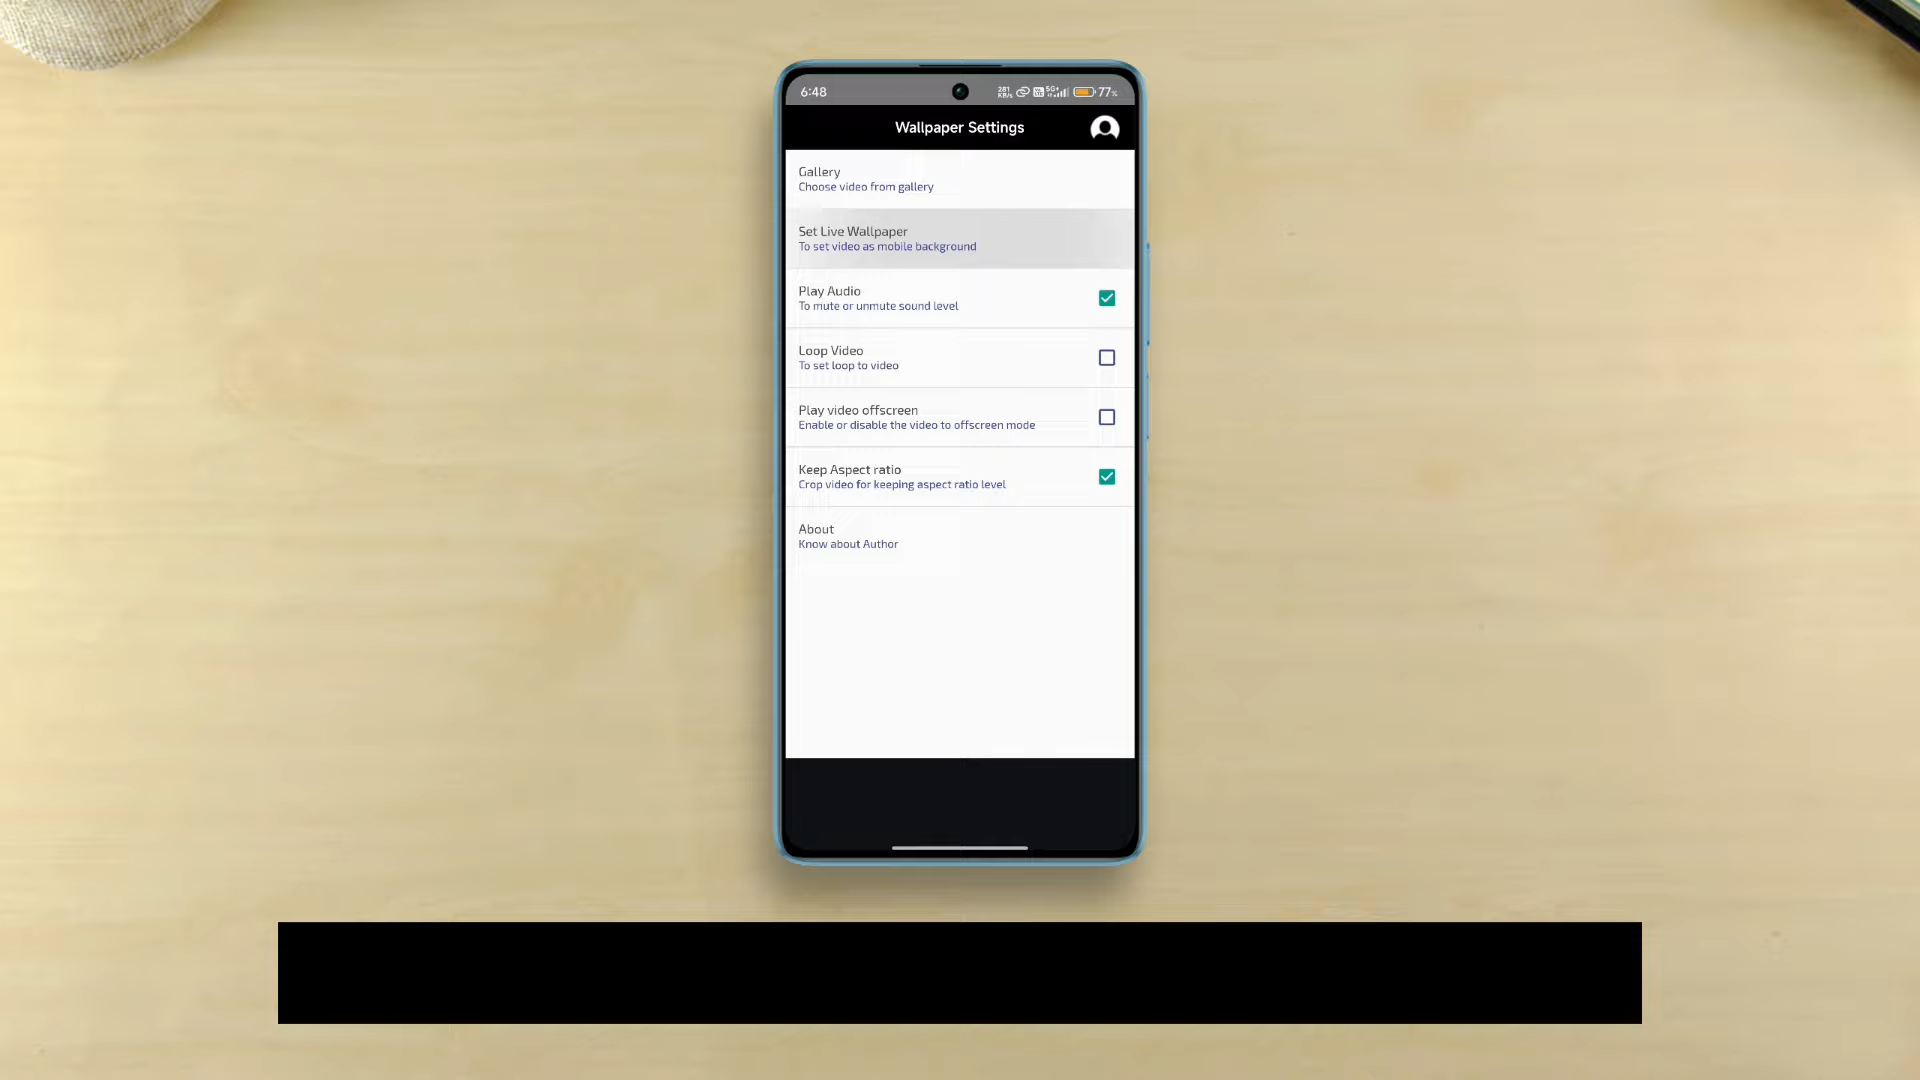 6:48
281 KB/s 5G+ 77%
Wallpaper Settings
Gallery
Choose video from gallery
Set Live Wallpaper
To set video as mobile background
Play Audio
To mute or unmute sound level
Loop Video
To set loop to video
Play video offscreen
Enable or disable the video to offscreen mode
Keep Aspect ratio
Crop video for keeping aspect ratio level
About
Know about Author